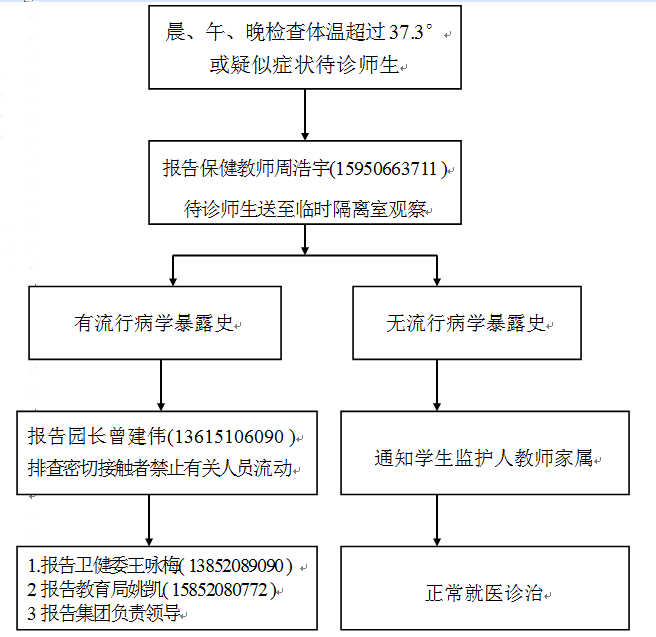 晨、午、晚检查体温超过 37.3°
或疑似症状待诊师生
报告保健教师周浩宇(15950663711 )
待诊师生送至临时隔离室观察
有流行病学暴露史
无流行病学暴露史
报告园长曾建伟(13615106090 )
排查密切接触者禁止有关人员流动
通知学生监护人教师家属
1.报告卫健委王咏梅( 13852089090 )
2 报告教育局姚凯( 15852080772 )
3 报告集团负责领导
正常就医诊治